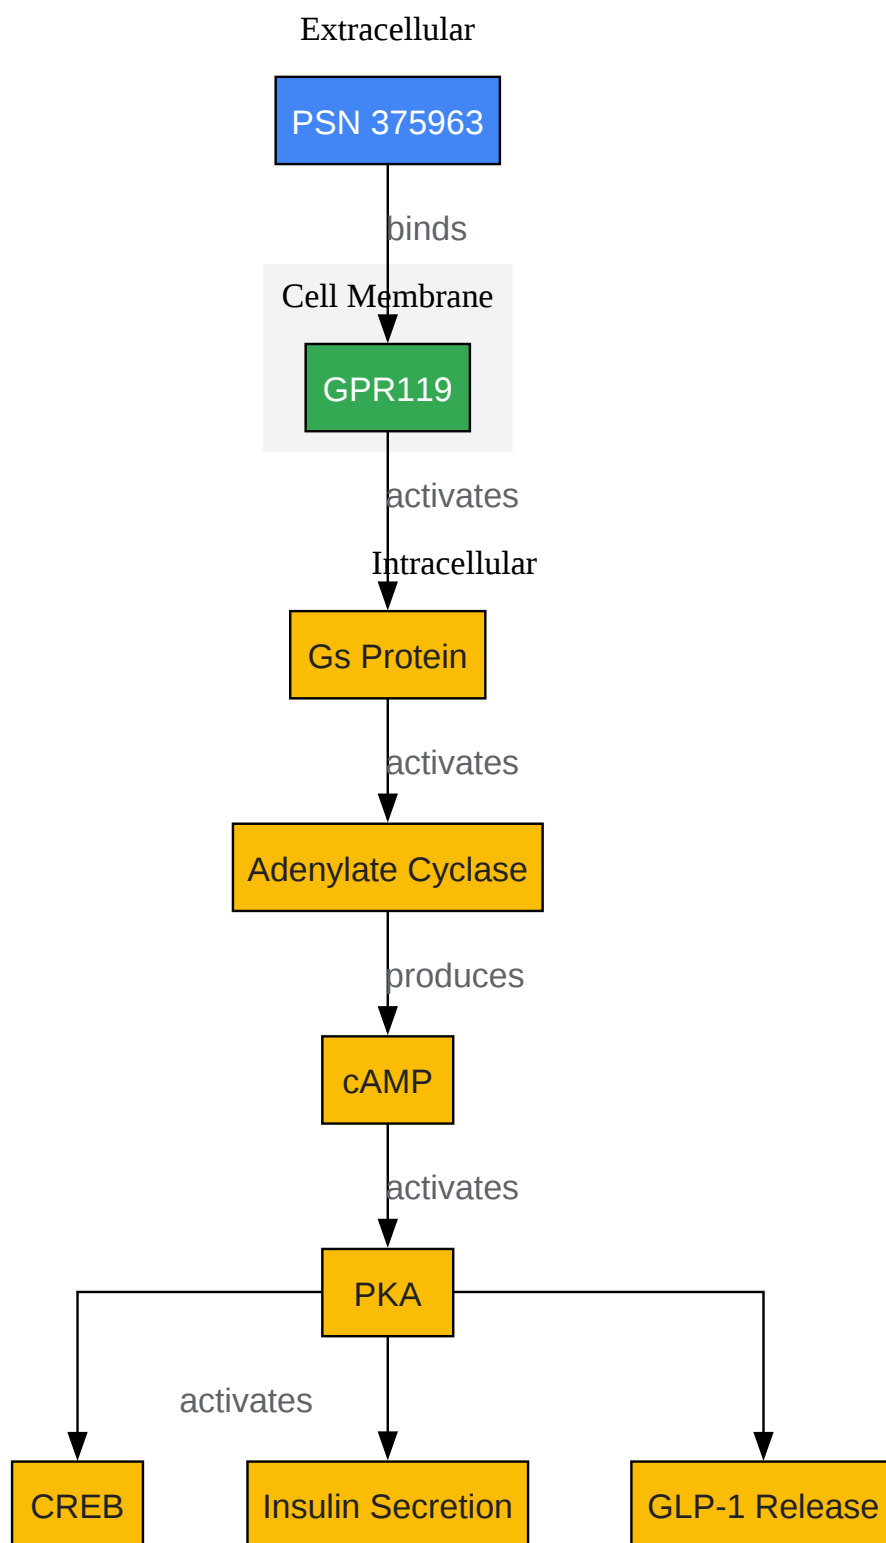 Extracellular
PSN 375963
binds
Cell Membrane
GPR119
activates
Intracellular
Gs Protein
activates
Adenylate Cyclase
produces
cAMP
activates
PKA
activates
CREB
Insulin Secretion
GLP-1 Release